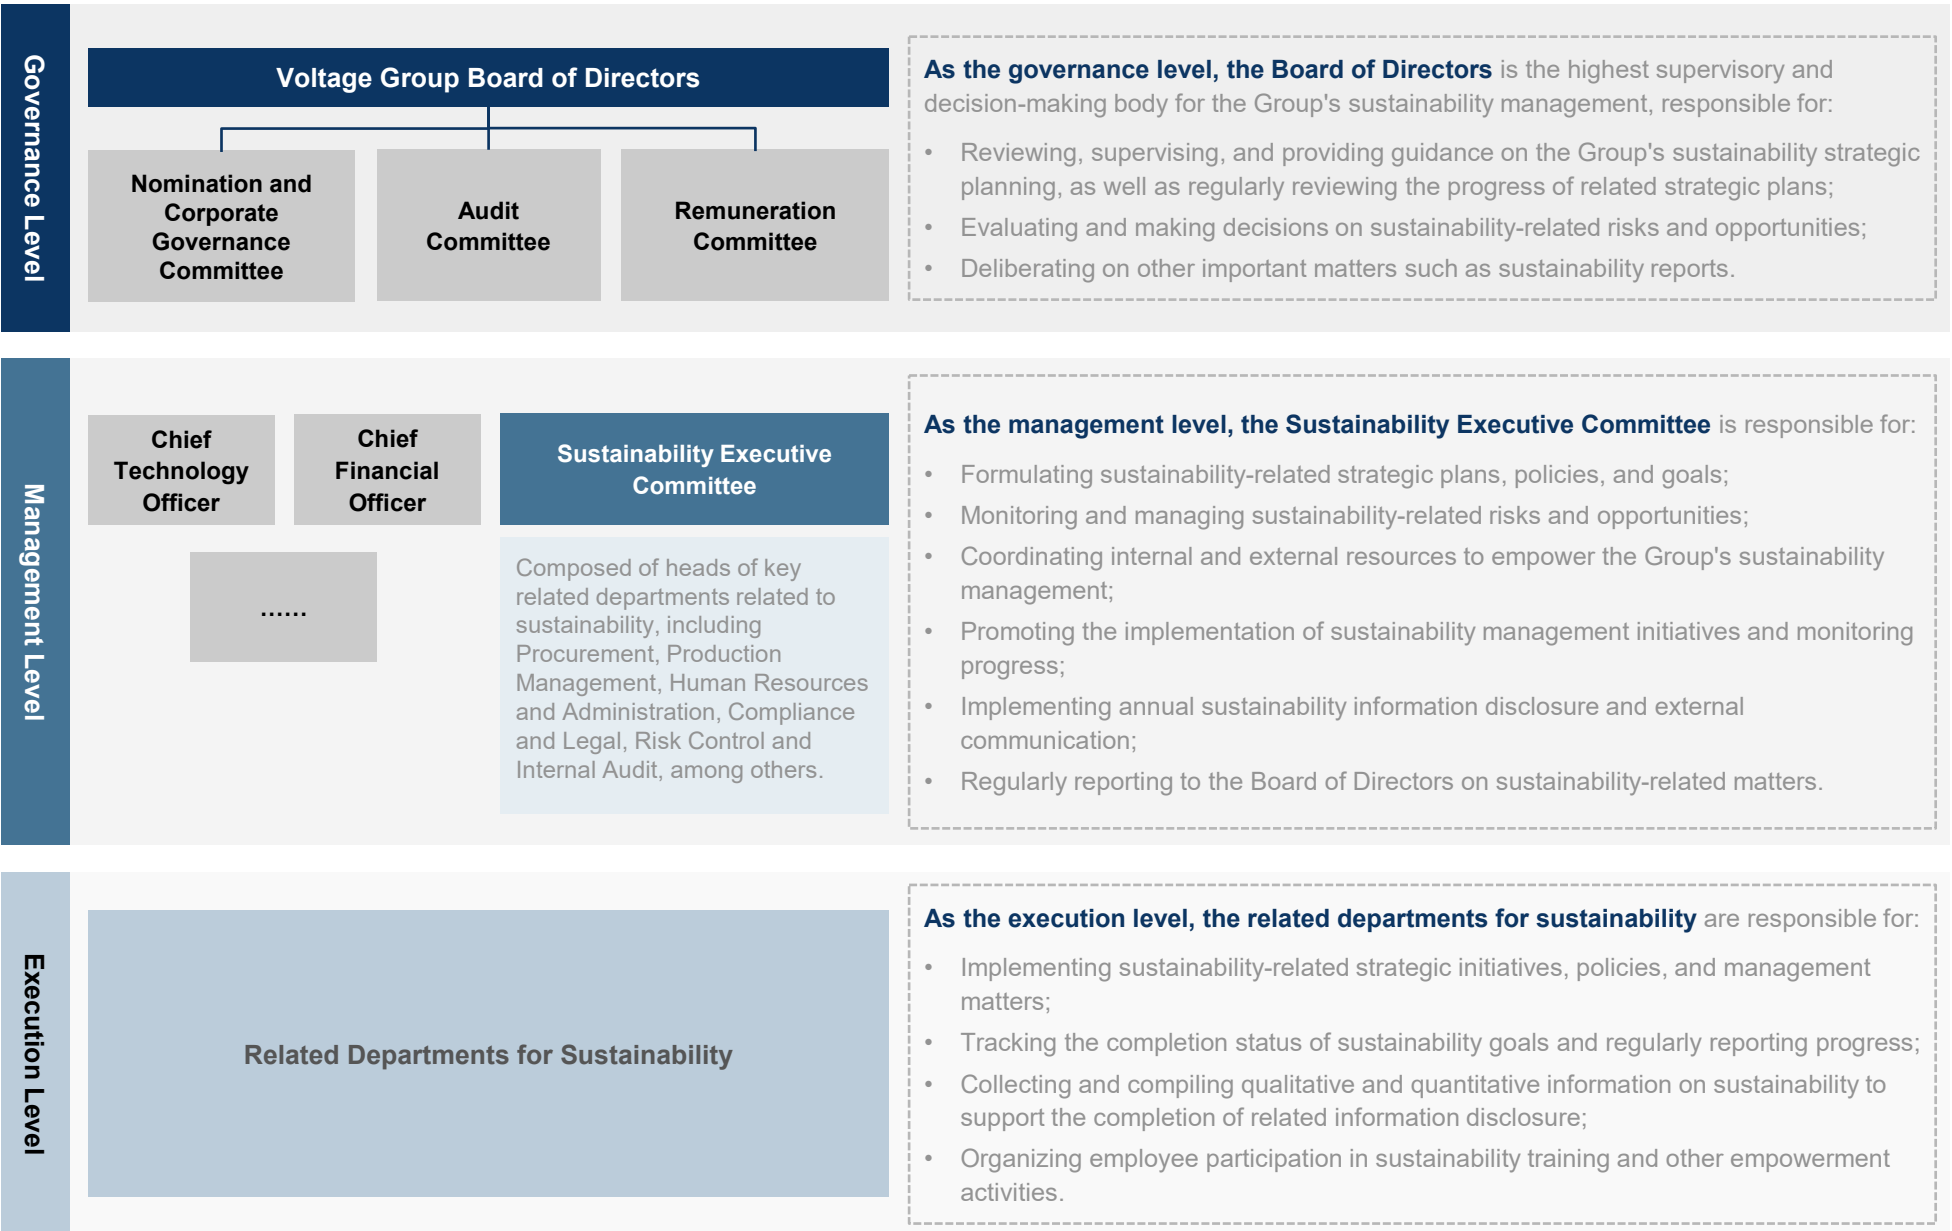 Governance Level
Voltage Group Board of Directors
Nomination and
Corporate
Governance
Committee
Audit
Committee
Remuneration
Committee
As the governance level, the Board of Directors is the highest supervisory and
decision-making body for the Group's sustainability management, responsible for:
• Reviewing, supervising, and providing guidance on the Group's sustainability strategic
planning, as well as regularly reviewing the progress of related strategic plans;
• Evaluating and making decisions on sustainability-related risks and opportunities;
• Deliberating on other important matters such as sustainability reports.
Management Level
Chief
Technology
Officer
Chief
Financial
Officer
……
Sustainability Executive
Committee
Composed of heads of key
related departments related to
sustainability, including
Procurement, Production
Management, Human Resources
and Administration, Compliance
and Legal, Risk Control and
Internal Audit, among others.
As the management level, the Sustainability Executive Committee is responsible for:
• Formulating sustainability-related strategic plans, policies, and goals;
• Monitoring and managing sustainability-related risks and opportunities;
• Coordinating internal and external resources to empower the Group's sustainability
management;
• Promoting the implementation of sustainability management initiatives and monitoring
progress;
• Implementing annual sustainability information disclosure and external
communication;
• Regularly reporting to the Board of Directors on sustainability-related matters.
Execution Level
Related Departments for Sustainability
As the execution level, the related departments for sustainability are responsible for:
• Implementing sustainability-related strategic initiatives, policies, and management
matters;
• Tracking the completion status of sustainability goals and regularly reporting progress;
• Collecting and compiling qualitative and quantitative information on sustainability to
support the completion of related information disclosure;
• Organizing employee participation in sustainability training and other empowerment
activities.